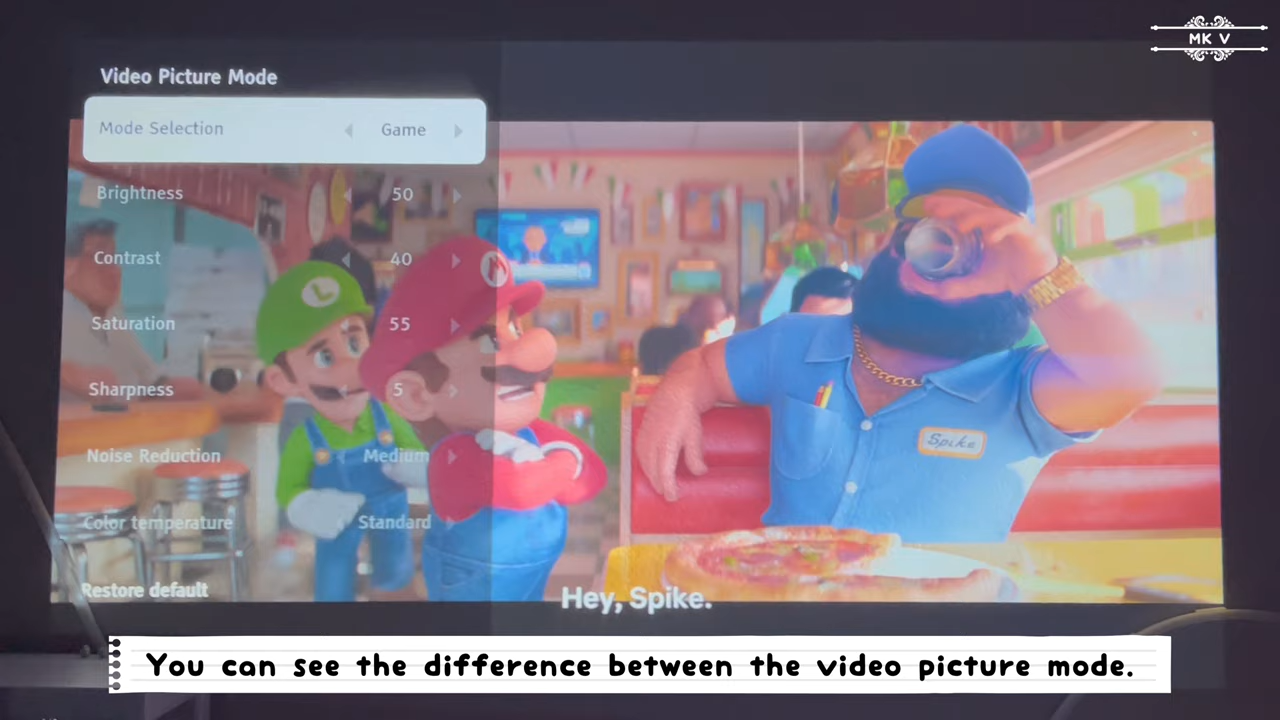 MK V
Video Picture Mode
Mode Selection Game
Brightness 50
Contrast 40
Saturation 55
Sharpness 5
Noise Reduction Medium
Color temperature Standard
Restore default
L
M
Spike
Hey, Spike.
You can see the difference between the video picture mode.